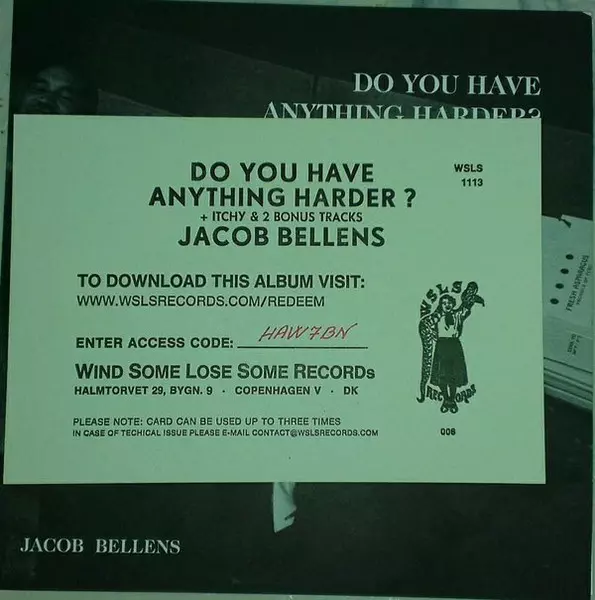 DO YOU HAVE
ANYTHING HARDER?
DO YOU HAVE
ANYTHING HARDER ?
+ ITCHY & 2 BONUS TRACKS
JACOB BELLENS
WSLS
1113
TO DOWNLOAD THIS ALBUM VISIT:
WWW.WSLSRECORDS.COM/REDEEM
ENTER ACCESS CODE: HAW7BN
WIND SOME LOSE SOME RECORDS
HALMTORVET 29, BYGN. 9 · COPENHAGEN V · DK
PLEASE NOTE: CARD CAN BE USED UP TO THREE TIMES
IN CASE OF TECHICAL ISSUE PLEASE E-MAIL CONTACT@WSLSRECORDS.COM
WSLS
RECORDS
006
FRESH ASPARAGUS
JACOB BELLENS